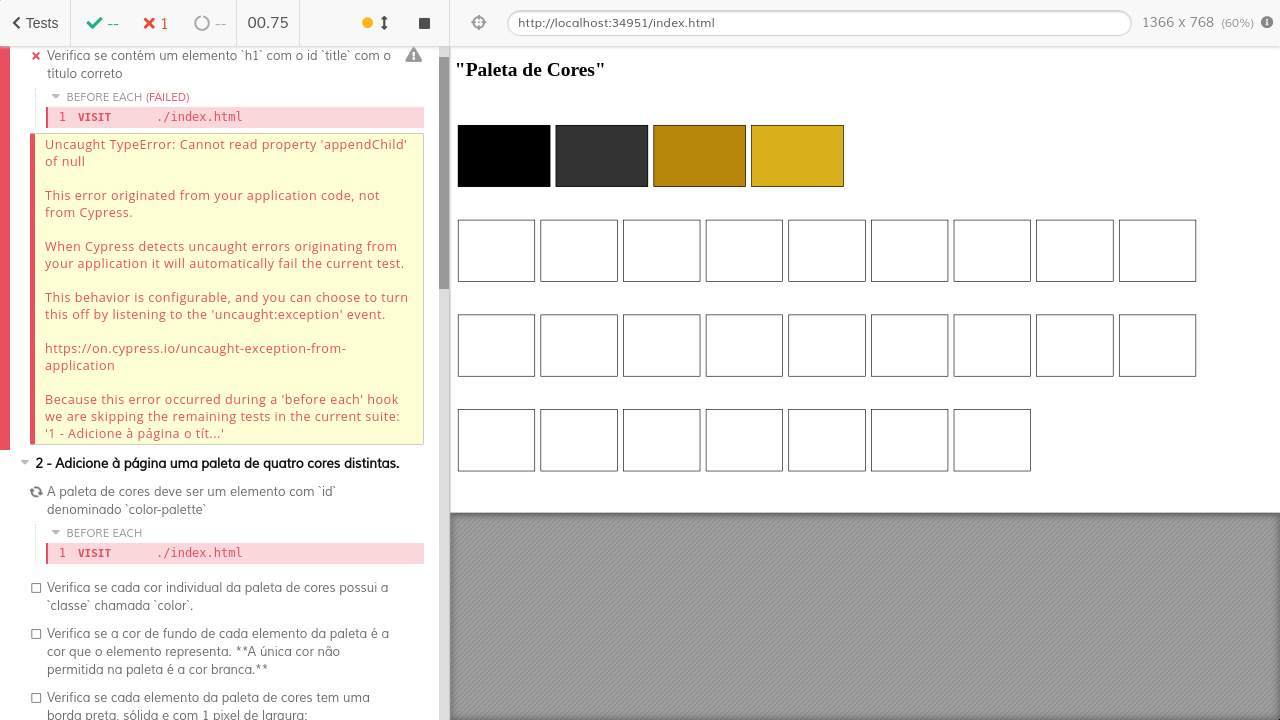 Tests
--
1
--
00.75
http://localhost:34951/index.html
1366 x 768 (60%)
Verifica se contém um elemento `h1` com o id `title` com o
título correto
BEFORE EACH (FAILED)
1 VISIT ./index.html
Uncaught TypeError: Cannot read property 'appendChild'
of null
This error originated from your application code, not
from Cypress.
When Cypress detects uncaught errors originating from
your application it will automatically fail the current test.
This behavior is configurable, and you can choose to turn
this off by listening to the 'uncaught:exception' event.
https://on.cypress.io/uncaught-exception-from-
application
Because this error occurred during a 'before each' hook
we are skipping the remaining tests in the current suite:
'1 - Adicione à página o tít...'
2 - Adicione à página uma paleta de quatro cores distintas.
A paleta de cores deve ser um elemento com `id`
denominado `color-palette`
BEFORE EACH
1 VISIT ./index.html
Verifica se cada cor individual da paleta de cores possui a
`classe` chamada `color`.
Verifica se a cor de fundo de cada elemento da paleta é a
cor que o elemento representa. **A única cor não
permitida na paleta é a cor branca.**
Verifica se cada elemento da paleta de cores tem uma
borda preta, sólida e com 1 pixel de largura;
"Paleta de Cores"